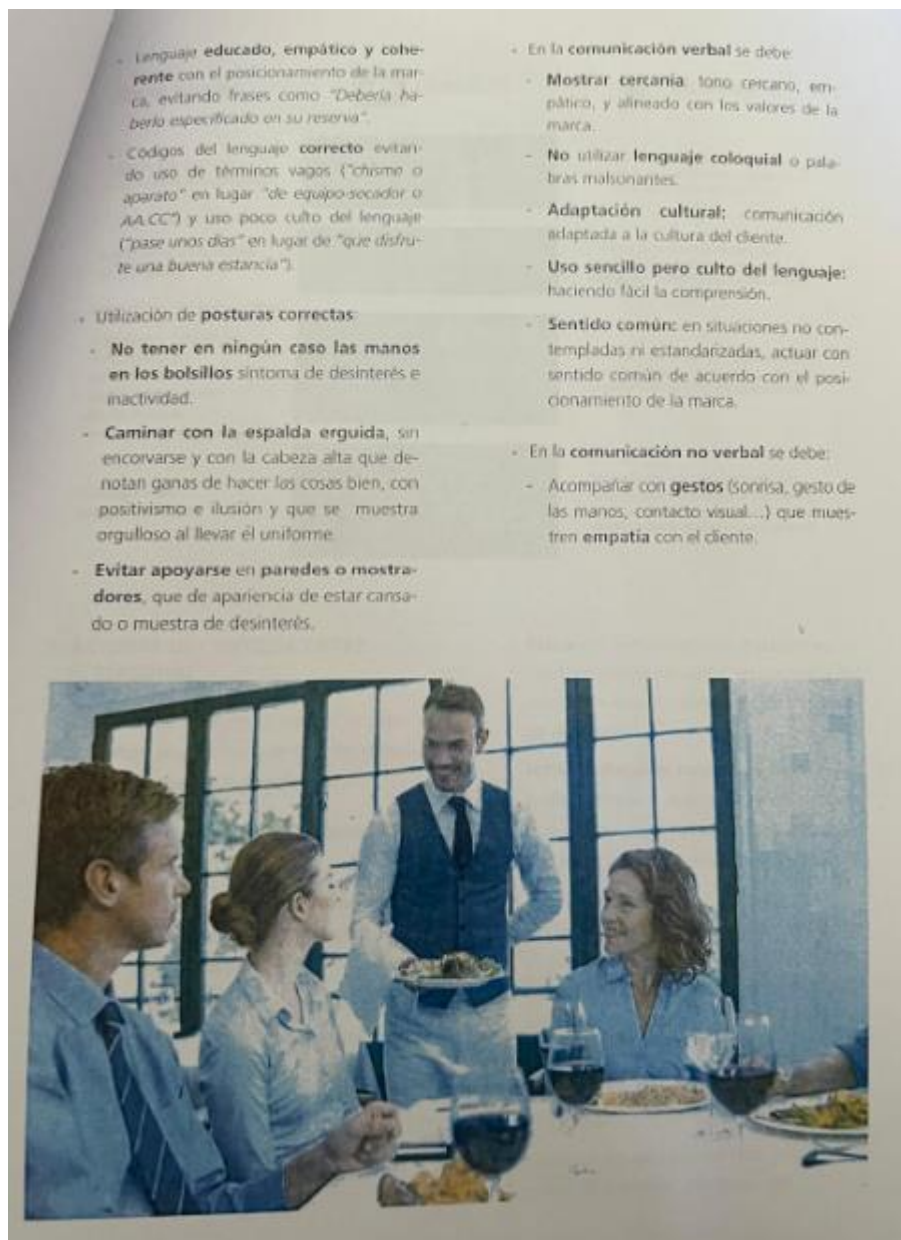 - Lenguaje educado, empático y cohe-
rente con el posicionamiento de la mar-
ca, evitando frases como "Debería ha-
berlo especificado en su reserva".
- Códigos del lenguaje correcto evitan-
do uso de términos vagos ("chisme o
aparato" en lugar "de equipo-secador o
AA.CC") y uso poco culto del lenguaje
("pase unos días" en lugar de "que disfru-
te una buena estancia").
• Utilización de posturas correctas
- No tener en ningún caso las manos
en los bolsillos síntoma de desinterés e
inactividad.
- Caminar con la espalda erguida, sin
encorvarse y con la cabeza alta que de-
notan ganas de hacer las cosas bien, con
positivismo e ilusión y que se muestra
orgulloso al llevar el uniforme.
- Evitar apoyarse en paredes o mostra-
dores, que de apariencia de estar cansa-
do o muestra de desinterés.
• En la comunicación verbal se debe:
- Mostrar cercanía: tono cercano, em-
pático, y alineado con los valores de la
marca.
- No utilizar lenguaje coloquial o pala-
bras malsonantes.
- Adaptación cultural: comunicación
adaptada a la cultura del cliente.
- Uso sencillo pero culto del lenguaje:
haciendo fácil la comprensión.
- Sentido común: en situaciones no con-
templadas ni estandarizadas, actuar con
sentido común de acuerdo con el posi-
cionamiento de la marca.
• En la comunicación no verbal se debe:
- Acompañar con gestos (sonrisa, gesto de
las manos, contacto visual...) que mues-
tren empatía con el cliente.